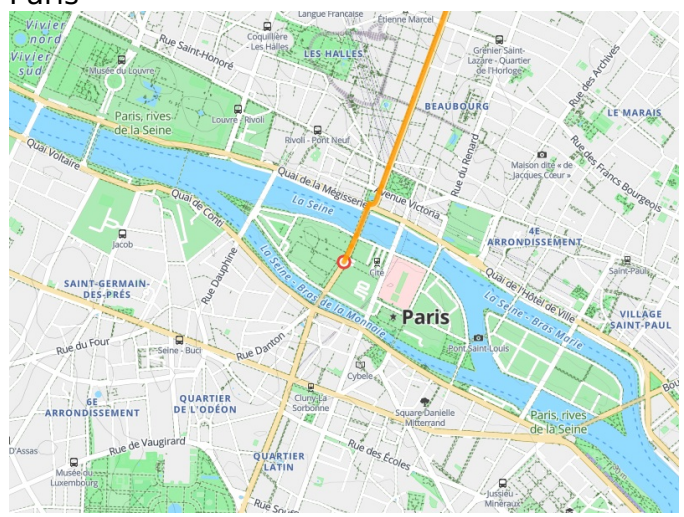 Paris
Langue Française
Étienne Marcel
Vivier
nord
Vivier
sud
Coquillière
- Les Halles
Rue Saint-Honoré
LES HALLES
Grenier Saint-
Lazare - Quartier
de l'Horloge
Musée du Louvre
Rue des Archives
Paris, rives
de la Seine
Louvre - Rivoli
BEAUBOURG
LE MARAIS
Rivoli - Pont Neuf
Rue du Renard
Maison dite « de
Jacques Cœur »
Rue des Francs Bourgeois
Quai Voltaire
Quai de la Mégisserie
Avenue Victoria
La Seine
Quai de Conti
Jacob
4E
ARRONDISSEMENT
Saint-Paul
Rue Dauphine
La Seine - Bras de la Monnaie
Cité
Quai de l'Hôtel de Ville
SAINT-GERMAIN-
DES-PRÉS
La Seine - Bras Marie
VILLAGE
SAINT-PAUL
Paris
Rue du Four
Seine - Buci
Rue Danton
Pont Saint-Louis
Cybele
Bou
6E
ARRONDISSEMENT
QUARTIER
DE L'ODÉON
Cluny-La
Sorbonne
Square Danielle
Mitterrand
Paris, rives
de la Seine
D'Assas
Rue de Vaugirard
Rue des Écoles
Musée du
Luxembourg
QUARTIER
LATIN
Jussieu
Minéraux
Rue Sou